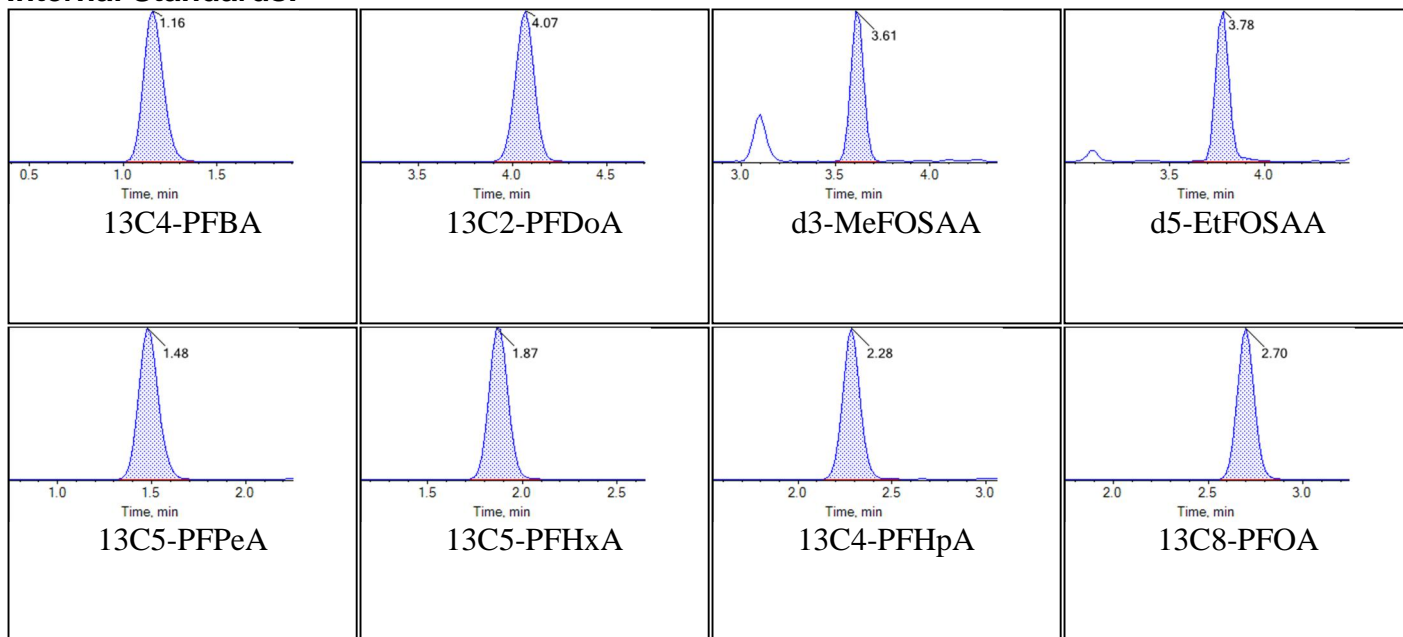 Internal Standards:
1.16
0.5 1.0 1.5
Time, min
13C4-PFBA
4.07
3.5 4.0 4.5
Time, min
13C2-PFDoA
3.61
3.0 3.5 4.0
Time, min
d3-MeFOSAA
3.78
3.5 4.0
Time, min
d5-EtFOSAA
1.48
1.0 1.5 2.0
Time, min
13C5-PFPeA
1.87
1.5 2.0 2.5
Time, min
13C5-PFHxA
2.28
2.0 2.5 3.0
Time, min
13C4-PFHpA
2.70
2.0 2.5 3.0
Time, min
13C8-PFOA